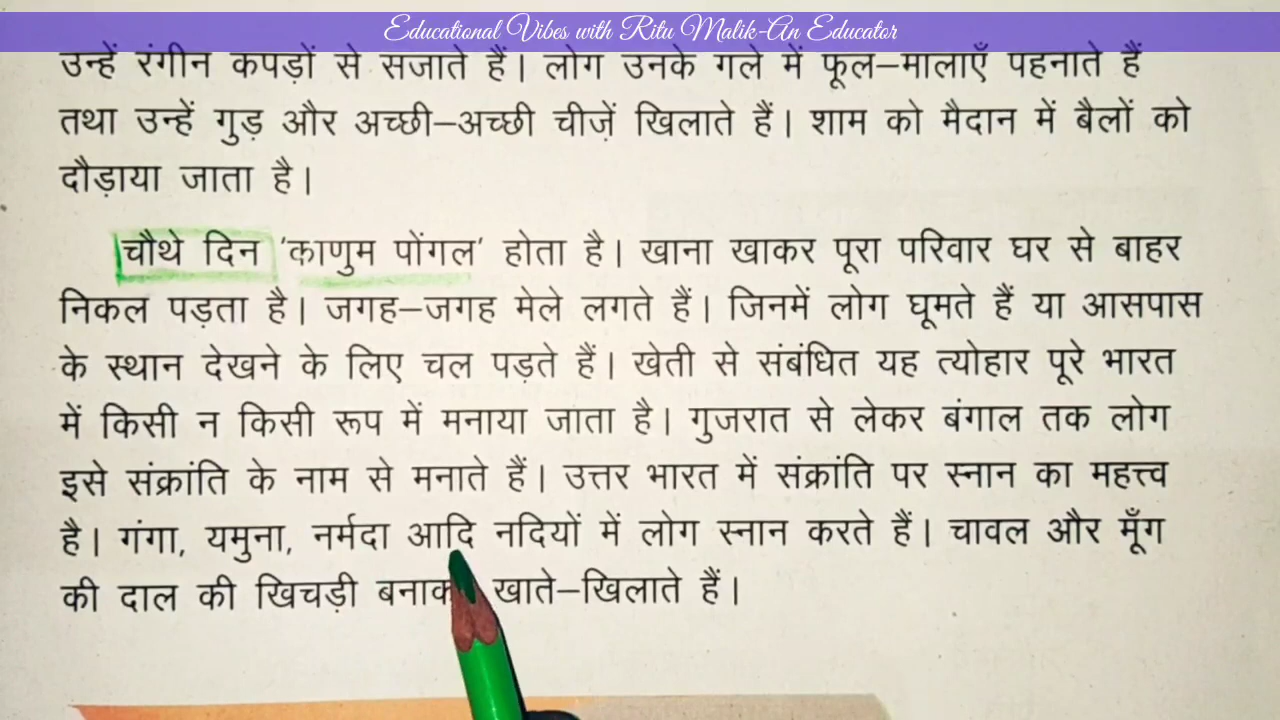 Educational Vibes with Ritu Malik-An Educator
उन्हें रंगीन कपड़ों से सजाते हैं। लोग उनके गले में फूल–मालाएँ पहनाते हैं
तथा उन्हें गुड़ और अच्छी–अच्छी चीज़ें खिलाते हैं। शाम को मैदान में बैलों को
दौड़ाया जाता है।
चौथे दिन 'काणुम पोंगल' होता है। खाना खाकर पूरा परिवार घर से बाहर
निकल पड़ता है। जगह–जगह मेले लगते हैं। जिनमें लोग घूमते हैं या आसपास
के स्थान देखने के लिए चल पड़ते हैं। खेती से संबंधित यह त्योहार पूरे भारत
में किसी न किसी रूप में मनाया जाता है। गुजरात से लेकर बंगाल तक लोग
इसे संक्रांति के नाम से मनाते हैं। उत्तर भारत में संक्रांति पर स्नान का महत्त्व
है। गंगा, यमुना, नर्मदा आदि नदियों में लोग स्नान करते हैं। चावल और मूँग
की दाल की खिचड़ी खाते–खिलाते हैं।